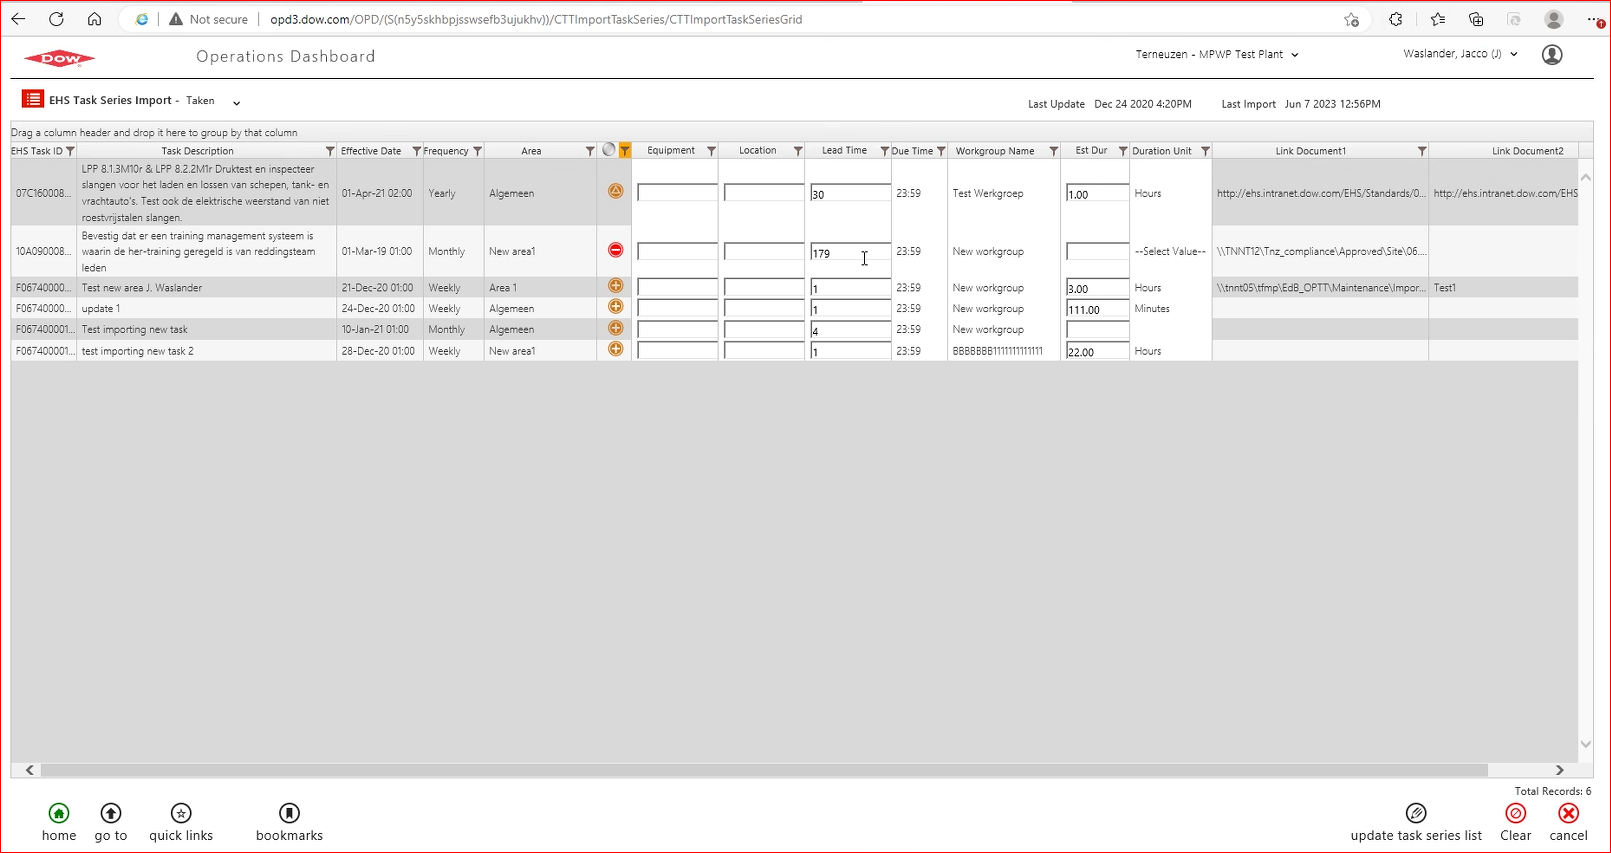 Not secure | opd3.dow.com/OPD/(S(n5y5skhbpjsswsefb3ujukhv))/CTTImportTaskSeries/CTTImportTaskSeriesGrid
DOW Operations Dashboard Terneuzen - MPWP Test Plant Waslander, Jacco (J)
EHS Task Series Import - Taken
Last Update Dec 24 2020 4:20PM Last Import Jun 7 2023 12:56PM
Drag a column header and drop it here to group by that column
EHS Task ID Task Description Effective Date Frequency Area Equipment Location Lead Time Due Time Workgroup Name Est Dur Duration Unit Link Document1 Link Document2
LPP 8.1.3M10r & LPP 8.2.2M1r Druktest en inspecteer
slangen voor het laden en lossen van schepen, tank- en
07C160008... vrachtauto's. Test ook de elektrische weerstand van niet 01-Apr-21 02:00 Yearly Algemeen 30 23:59 Test Werkgroep 1.00 Hours http://ehs.intranet.dow.com/EHS/Standards/0... http://ehs.intranet.dow.com/EHS
roestvrijstalen slangen.
Bevestig dat er een training management systeem is
10A090008... waarin de her-training geregeld is van reddingsteam 01-Mar-19 01:00 Monthly New area1 179 23:59 New workgroup --Select Value-- \\TNNT12\Tnz_compliance\Approved\Site\06....
leden
F06740000... Test new area J. Waslander 21-Dec-20 01:00 Weekly Area 1 1 23:59 New workgroup 3.00 Hours \\tnnt05\tfmp\EdB_OPTT\Maintenance\Impor... Test1
F06740000... update 1 24-Dec-20 01:00 Weekly Algemeen 1 23:59 New workgroup 111.00 Minutes
F067400001... Test importing new task 10-Jan-21 01:00 Monthly Algemeen 4 23:59 New workgroup
F067400001... test importing new task 2 28-Dec-20 01:00 Weekly New area1 1 23:59 22.00 Hours
Total Records: 6
home go to quick links bookmarks update task series list Clear cancel